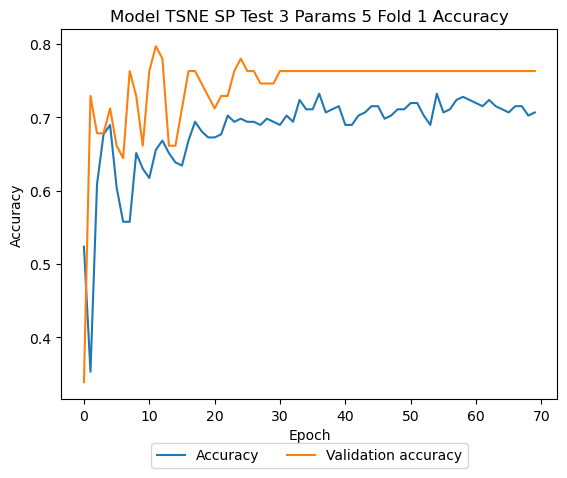 Model TSNE SP Test 3 Params 5 Fold 1 Accuracy
0.8
0.7
0.6
0.5
0.4
Accuracy
0 10 20 30 40 50 60 70
Epoch
Accuracy Validation accuracy